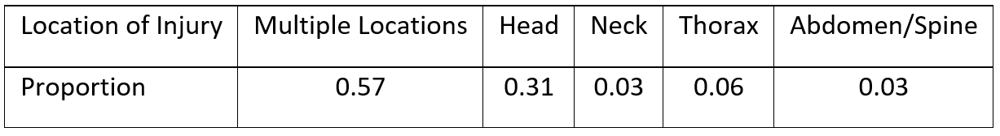 Location of Injury Multiple Locations Head Neck Thorax Abdomen/Spine
Proportion 0.57 0.31 0.03 0.06 0.03